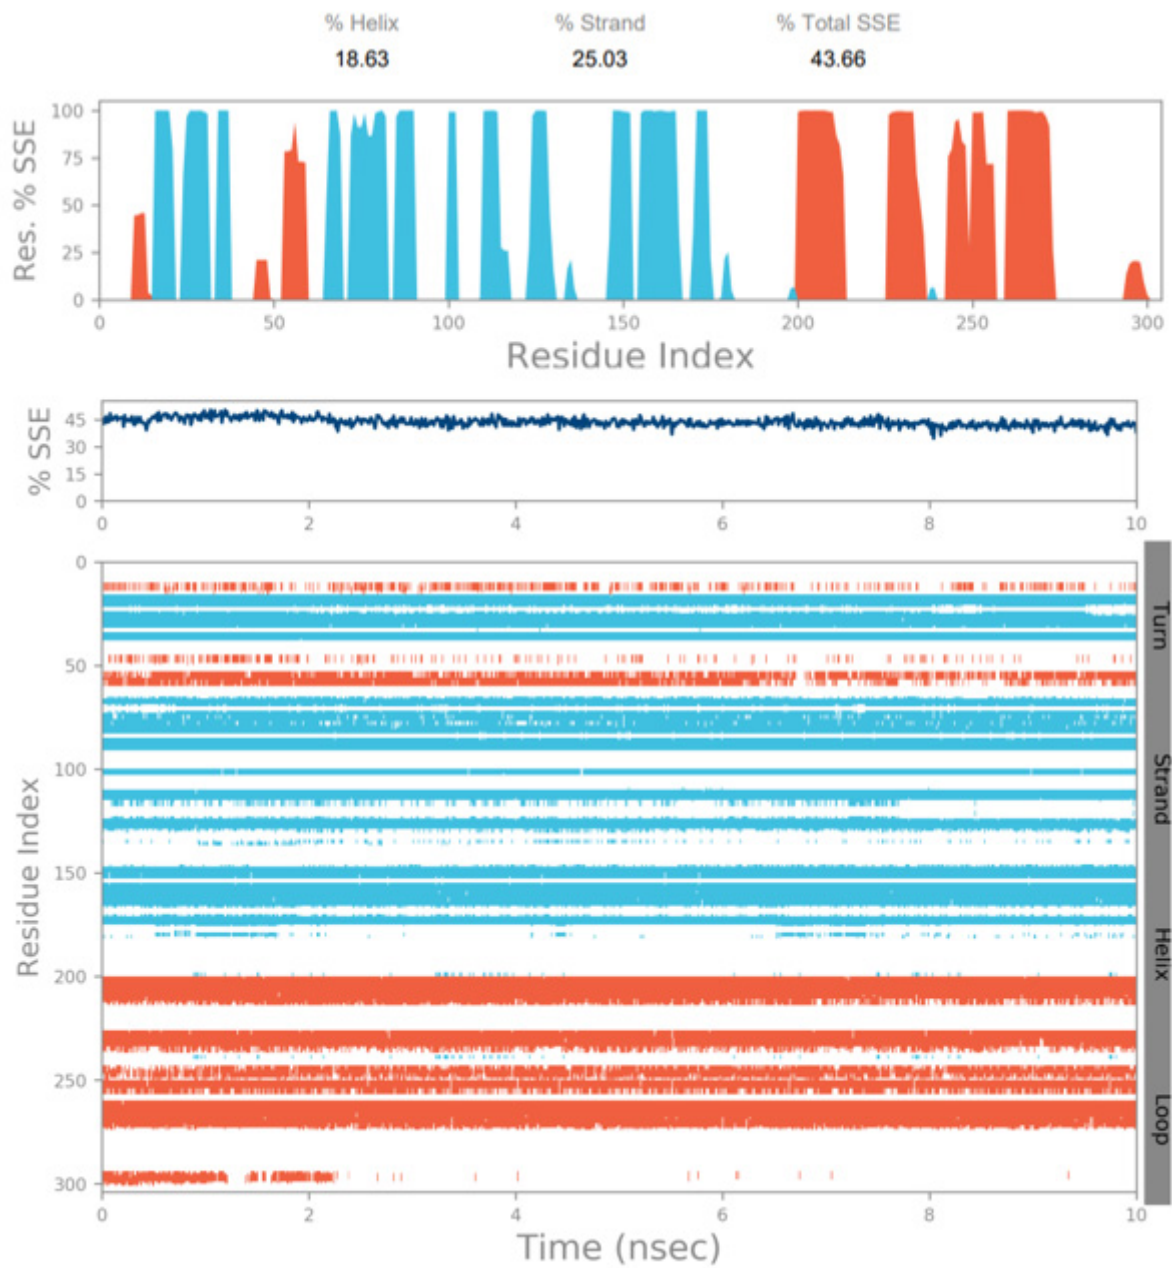 % Helix % Strand % Total SSE
18.63 25.03 43.66
Res. % SSE
100
75
50
25
0
0 50 100 150 200 250 300
Residue Index
% SSE
45
30
15
0
0 2 4 6 8 10
Residue Index
0
50
100
150
200
250
300
Turn
Strand
Helix
Loop
0 2 4 6 8 10
Time (nsec)